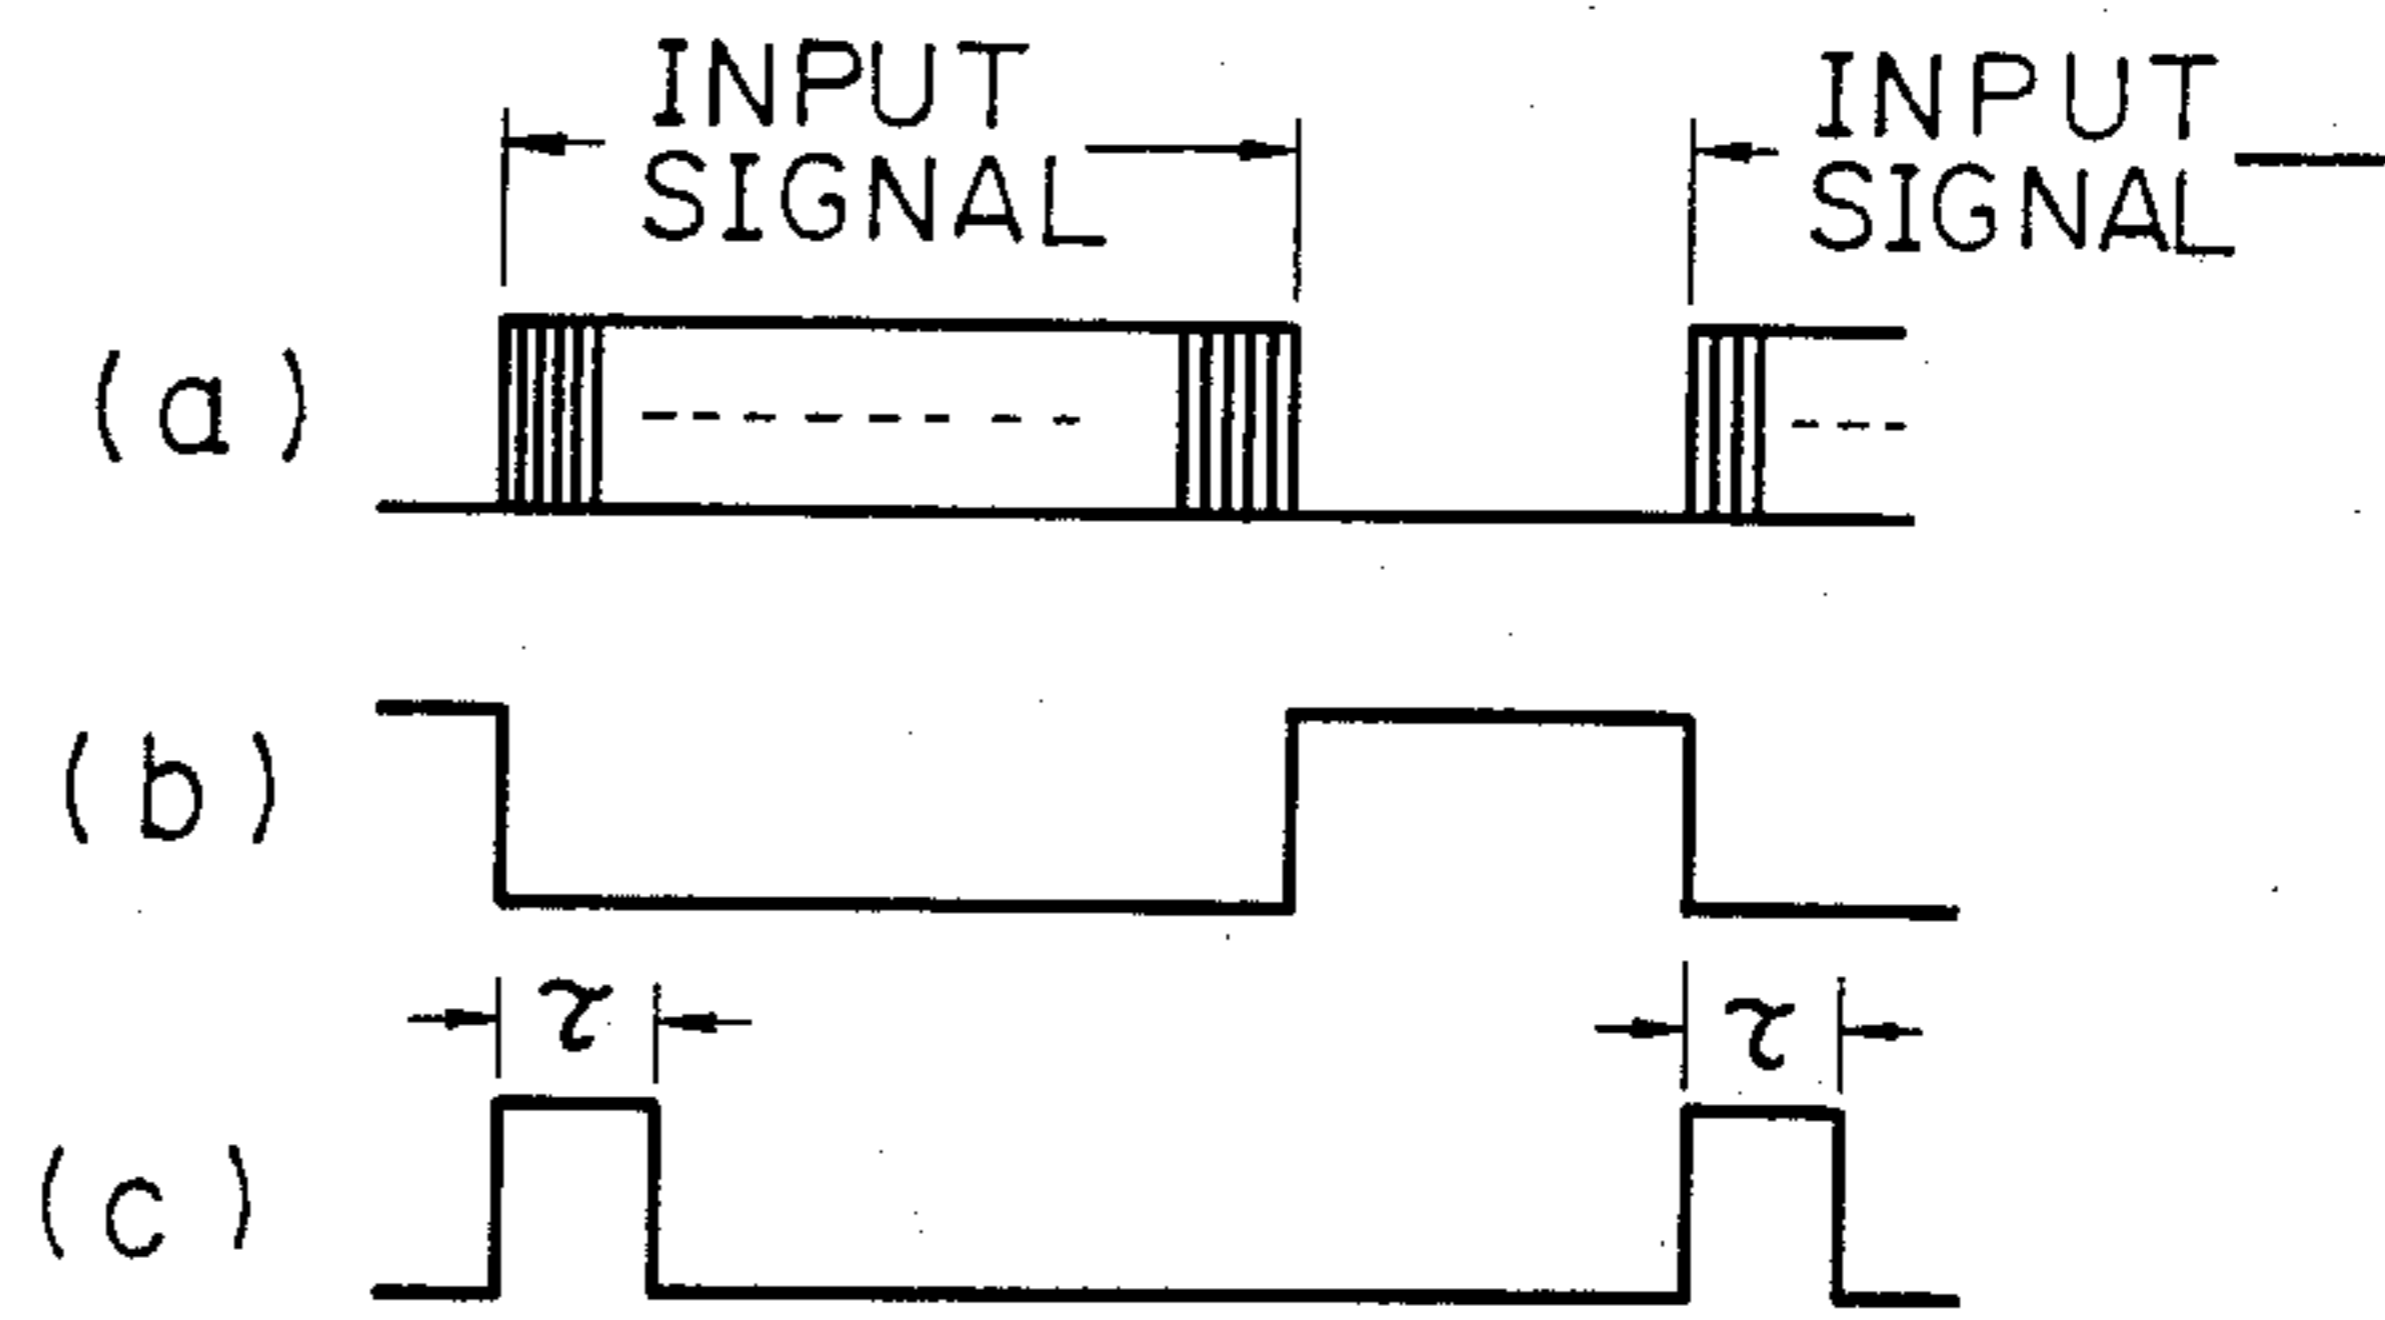 INPUT
SIGNAL
INPUT
SIGNAL
(a)
(b)
τ
τ
(c)